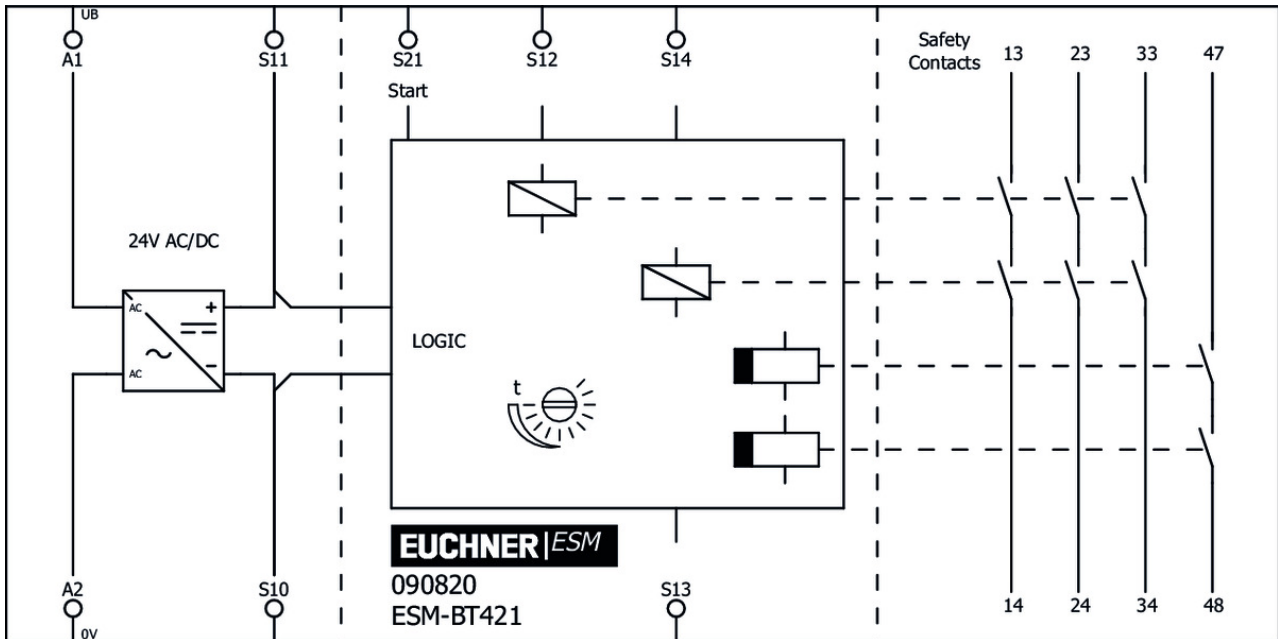 UB
A1
S11
S21
S12
S14
Start
Safety
Contacts
13
23
33
47
24V AC/DC
AC
+
AC
-
LOGIC
t
EUCHNER|ESM
090820
ESM-BT421
A2
0V
S10
S13
14
24
34
48